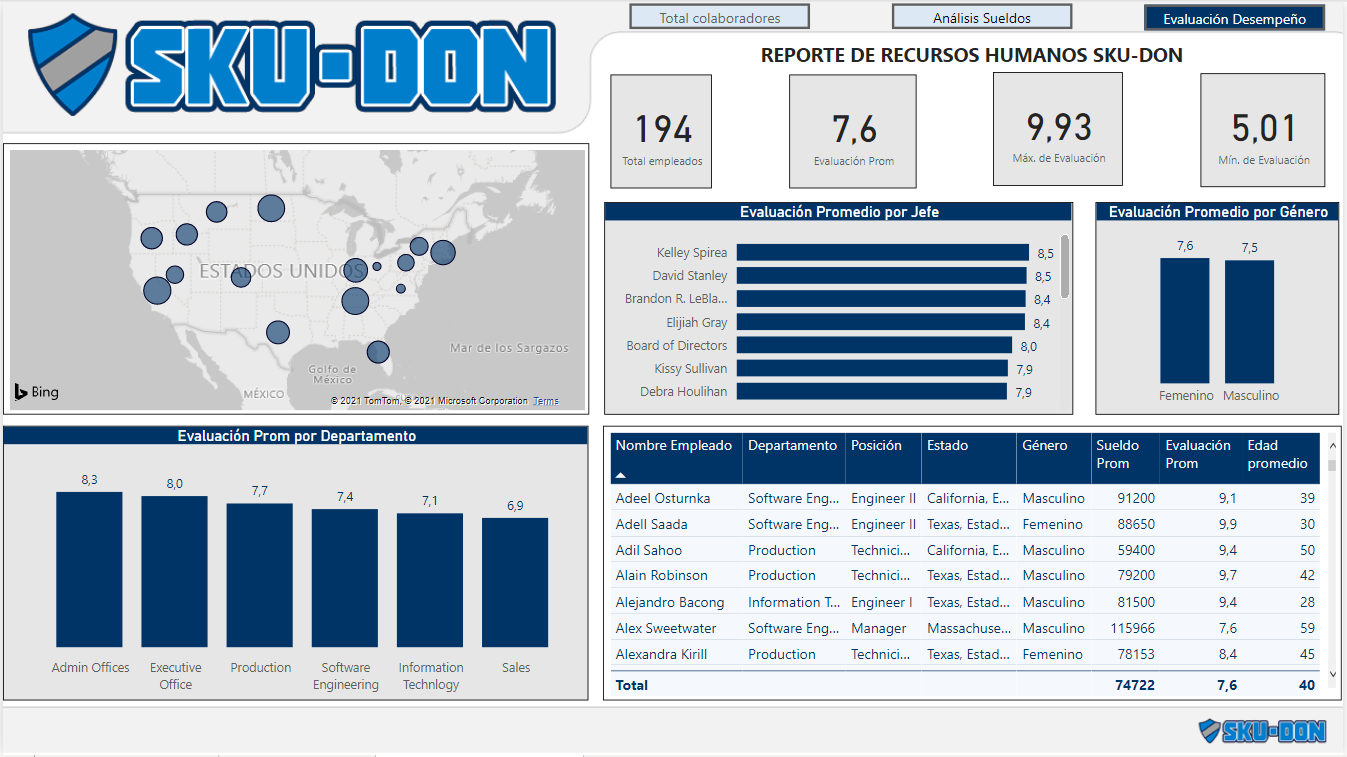 SKU-DON
Total colaboradores
Análisis Sueldos
Evaluación Desempeño
REPORTE DE RECURSOS HUMANOS SKU-DON
194
Total empleados
7,6
Evaluación Prom
9,93
Máx. de Evaluación
5,01
Mín. de Evaluación
ESTADOS UNIDOS
Mar de los Sargazos
Golfo de
México
MÉXICO
Bing
© 2021 TomTom, © 2021 Microsoft Corporation Terms
Evaluación Promedio por Jefe
Kelley Spirea 8,5
David Stanley 8,5
Brandon R. LeBla... 8,4
Elijiah Gray 8,4
Board of Directors 8,0
Kissy Sullivan 7,9
Debra Houlihan 7,9
Evaluación Promedio por Género
7,6 7,5
Femenino Masculino
Evaluación Prom por Departamento
8,3 8,0 7,7 7,4 7,1 6,9
Admin Offices Executive Production Software Information Sales
Office Engineering Technlogy
Nombre Empleado Departamento Posición Estado Género Sueldo Evaluación Edad
Prom Prom promedio
Adeel Osturnka Software Eng... Engineer II California, E... Masculino 91200 9,1 39
Adell Saada Software Eng... Engineer II Texas, Estad... Femenino 88650 9,9 30
Adil Sahoo Production Technici... California, E... Masculino 59400 9,4 50
Alain Robinson Production Technici... Texas, Estad... Masculino 79200 9,7 42
Alejandro Bacong Information T... Engineer I Texas, Estad... Masculino 81500 9,4 28
Alex Sweetwater Software Eng... Manager Massachuse... Masculino 115966 7,6 59
Alexandra Kirill Production Technici... Texas, Estad... Femenino 78153 8,4 45
Total 74722 7,6 40
SKU-DON